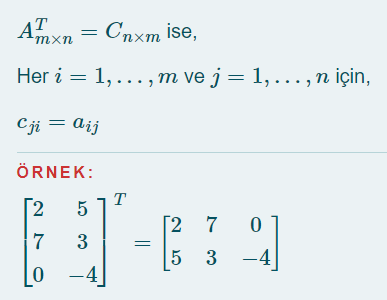 A^T_{m×n} = C_{n×m} ise,
Her i = 1, . . . , m ve j = 1, . . . , n için,
c_{ji} = a_{ij}
ÖRNEK:
[2 5; 7 3; 0 −4]^T = [2 7 0; 5 3 −4]